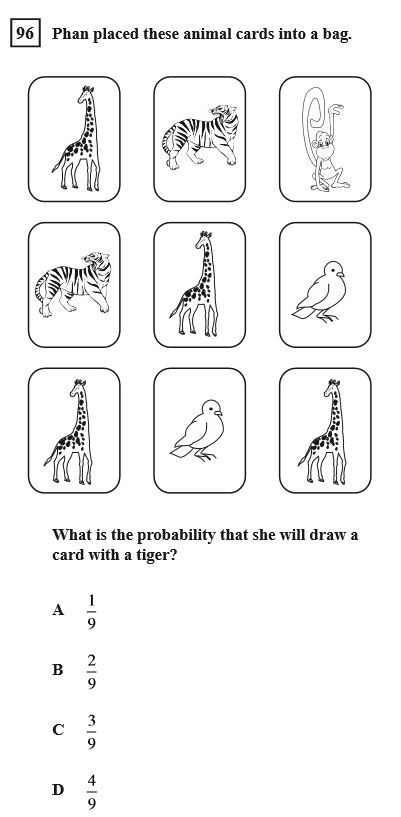 96 Phan placed these animal cards into a bag.
What is the probability that she will draw a
card with a tiger?
A 1/9
B 2/9
C 3/9
D 4/9